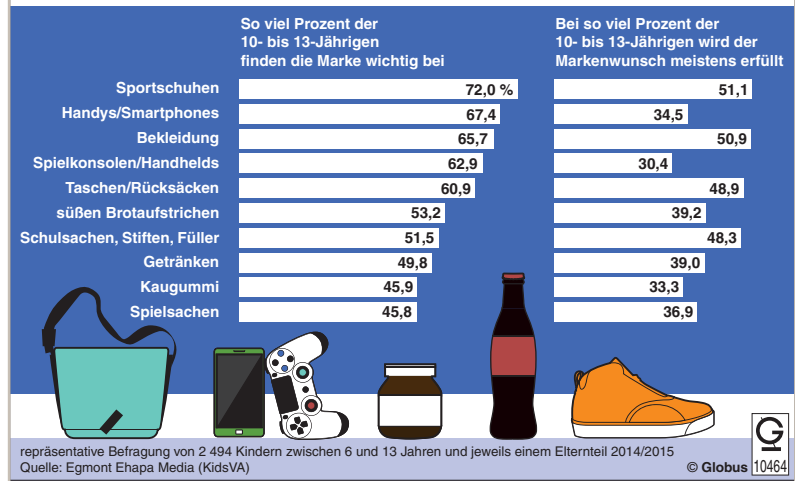 So viel Prozent der
10- bis 13-Jährigen
finden die Marke wichtig bei
Bei so viel Prozent der
10- bis 13-Jährigen wird der
Markenwunsch meistens erfüllt
Sportschuhen 72,0 % 51,1
Handys/Smartphones 67,4 34,5
Bekleidung 65,7 50,9
Spielkonsolen/Handhelds 62,9 30,4
Taschen/Rücksäcken 60,9 48,9
süßen Brotaufstrichen 53,2 39,2
Schulsachen, Stiften, Füller 51,5 48,3
Getränken 49,8 39,0
Kaugummi 45,9 33,3
Spielsachen 45,8 36,9
repräsentative Befragung von 2 494 Kindern zwischen 6 und 13 Jahren und jeweils einem Elternteil 2014/2015
Quelle: Egmont Ehapa Media (KidsVA)
© Globus
G
10464